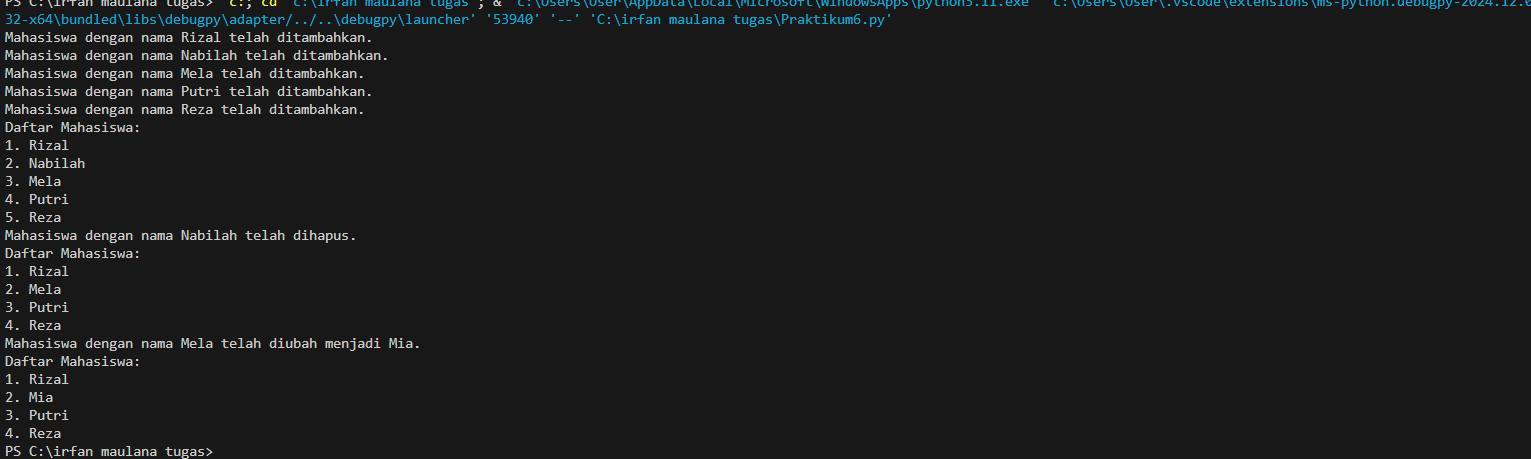 PS C:\irfan maulana tugas> c:; cd 'c:\irfan maulana tugas'; & 'c:\Users\User\AppData\Local\Microsoft\WindowsApps\python3.11.exe' 'c:\Users\User\.vscode\extensions\ms-python.debugpy-2024.12.0
32-x64\bundled\libs\debugpy\adapter/../..\debugpy\launcher' '53940' '--' 'C:\irfan maulana tugas\Praktikum6.py'
Mahasiswa dengan nama Rizal telah ditambahkan.
Mahasiswa dengan nama Nabilah telah ditambahkan.
Mahasiswa dengan nama Mela telah ditambahkan.
Mahasiswa dengan nama Putri telah ditambahkan.
Mahasiswa dengan nama Reza telah ditambahkan.
Daftar Mahasiswa:
1. Rizal
2. Nabilah
3. Mela
4. Putri
5. Reza
Mahasiswa dengan nama Nabilah telah dihapus.
Daftar Mahasiswa:
1. Rizal
2. Mela
3. Putri
4. Reza
Mahasiswa dengan nama Mela telah diubah menjadi Mia.
Daftar Mahasiswa:
1. Rizal
2. Mia
3. Putri
4. Reza
PS C:\irfan maulana tugas>